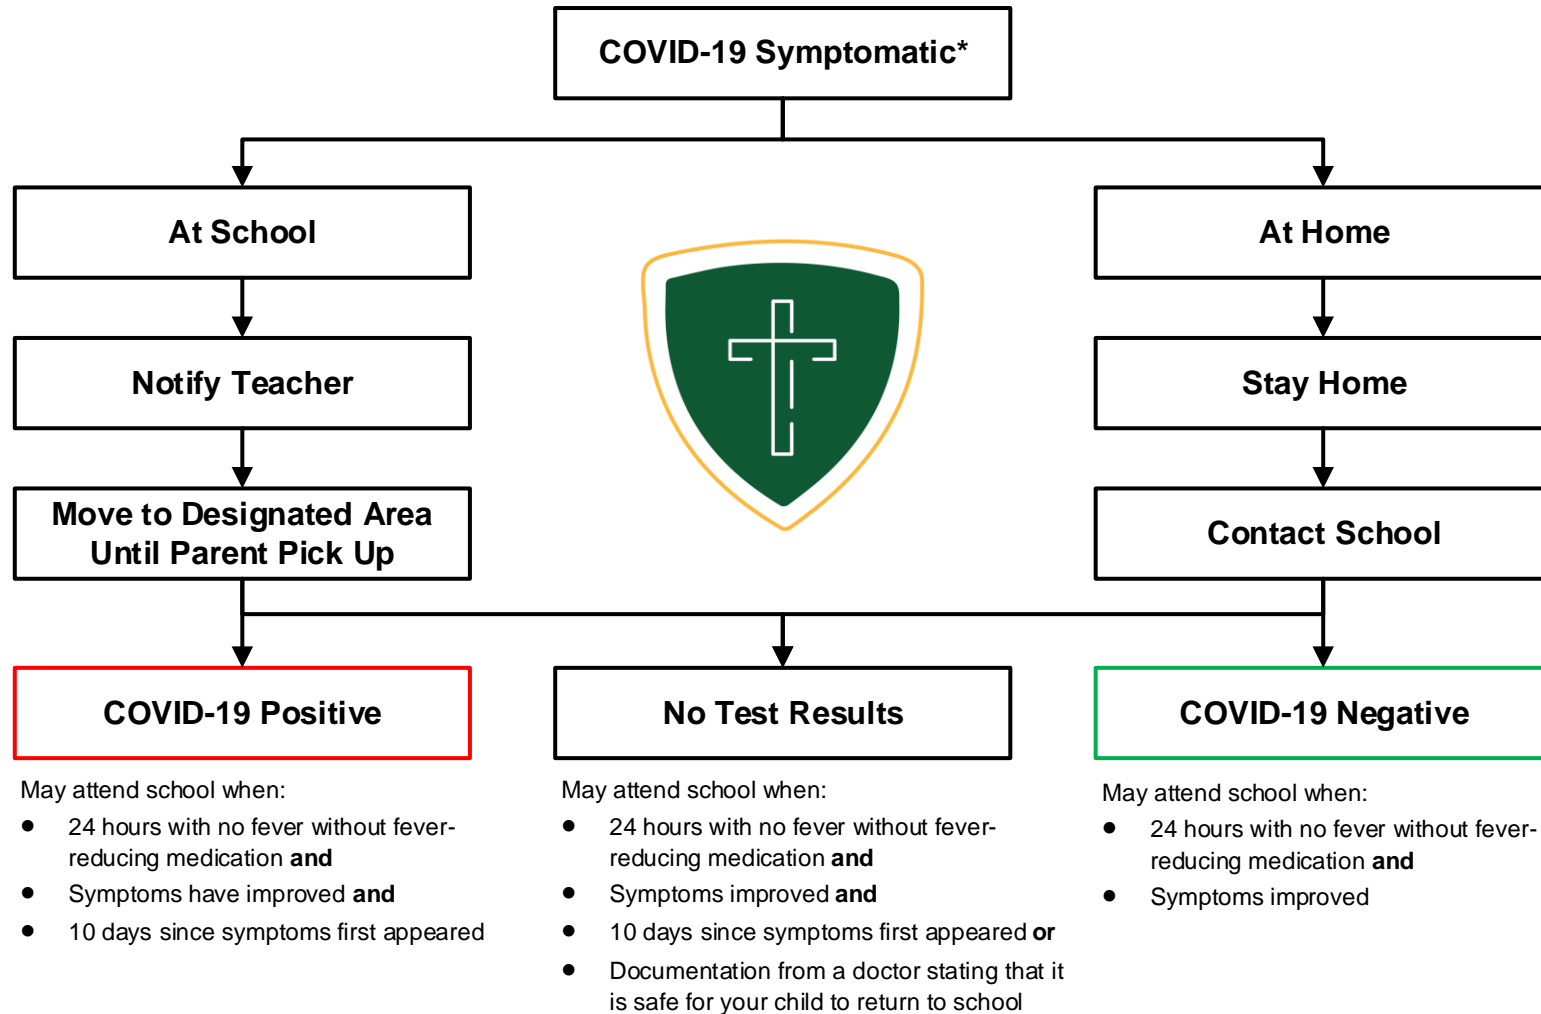 COVID-19 Symptomatic*
At School
At Home
Notify Teacher
Stay Home
Move to Designated Area
Until Parent Pick Up
Contact School
COVID-19 Positive
No Test Results
COVID-19 Negative
May attend school when:
● 24 hours with no fever without fever-
reducing medication and
● Symptoms have improved and
● 10 days since symptoms first appeared
May attend school when:
● 24 hours with no fever without fever-
reducing medication and
● Symptoms improved and
● 10 days since symptoms first appeared or
● Documentation from a doctor stating that it
is safe for your child to return to school
May attend school when:
● 24 hours with no fever without fever-
reducing medication and
● Symptoms improved